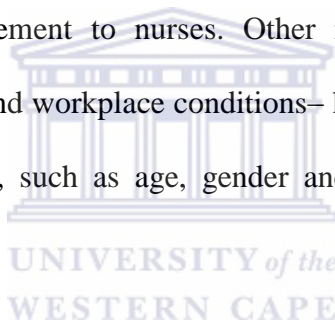 ement to nurses. Other
nd workplace conditions– 
, such as age, gender and
UNIVERSITY of the
WESTERN CAPE